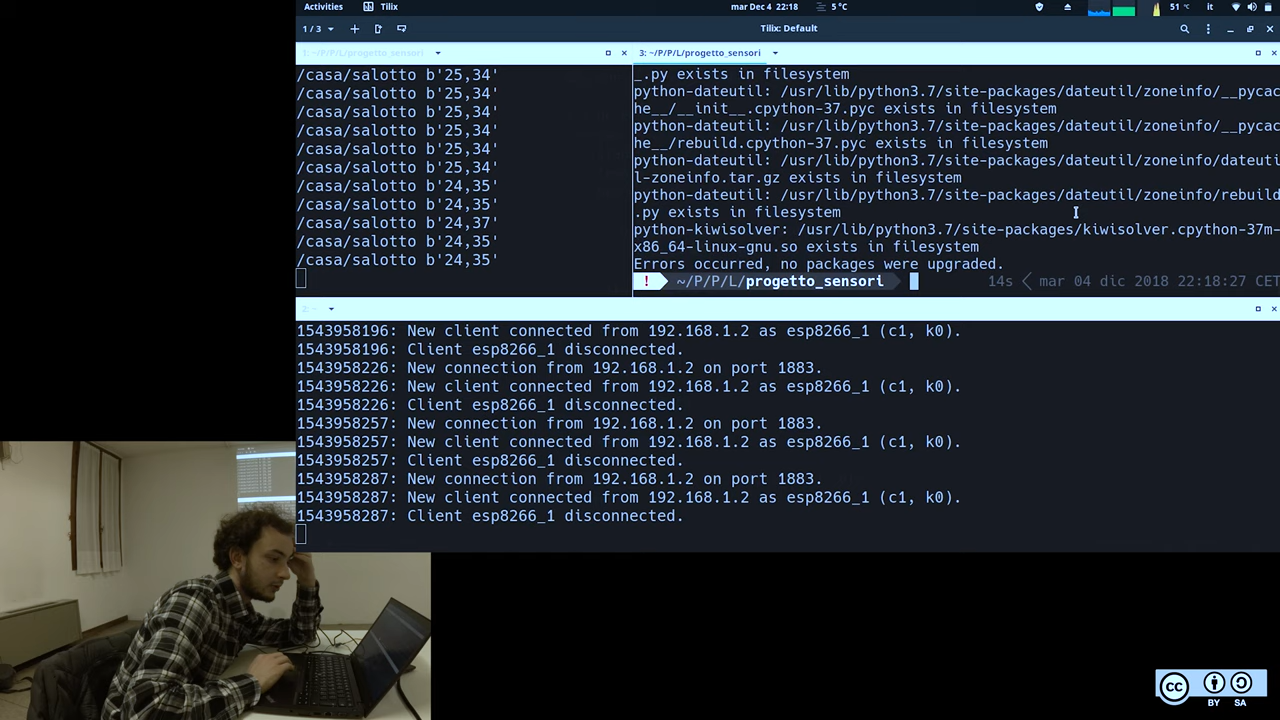 Activities Tilix mar Dec 4 22:18 5 °C 51 °C it
1 / 3 Tilix: Default
1: ~/P/P/L/progetto_sensori
/casa/salotto b'25,34'
/casa/salotto b'25,34'
/casa/salotto b'25,34'
/casa/salotto b'25,34'
/casa/salotto b'25,34'
/casa/salotto b'25,34'
/casa/salotto b'24,35'
/casa/salotto b'24,35'
/casa/salotto b'24,37'
/casa/salotto b'24,35'
/casa/salotto b'24,35'
3: ~/P/P/L/progetto_sensori
_.py exists in filesystem
python-dateutil: /usr/lib/python3.7/site-packages/dateutil/zoneinfo/__pycac
he__/__init__.cpython-37.pyc exists in filesystem
python-dateutil: /usr/lib/python3.7/site-packages/dateutil/zoneinfo/__pycac
he__/rebuild.cpython-37.pyc exists in filesystem
python-dateutil: /usr/lib/python3.7/site-packages/dateutil/zoneinfo/dateuti
l-zoneinfo.tar.gz exists in filesystem
python-dateutil: /usr/lib/python3.7/site-packages/dateutil/zoneinfo/rebuild
.py exists in filesystem
python-kiwisolver: /usr/lib/python3.7/site-packages/kiwisolver.cpython-37m-
x86_64-linux-gnu.so exists in filesystem
Errors occurred, no packages were upgraded.
! ~/P/P/L/progetto_sensori 14s mar 04 dic 2018 22:18:27 CET
2: ~
1543958196: New client connected from 192.168.1.2 as esp8266_1 (c1, k0).
1543958196: Client esp8266_1 disconnected.
1543958226: New connection from 192.168.1.2 on port 1883.
1543958226: New client connected from 192.168.1.2 as esp8266_1 (c1, k0).
1543958226: Client esp8266_1 disconnected.
1543958257: New connection from 192.168.1.2 on port 1883.
1543958257: New client connected from 192.168.1.2 as esp8266_1 (c1, k0).
1543958257: Client esp8266_1 disconnected.
1543958287: New connection from 192.168.1.2 on port 1883.
1543958287: New client connected from 192.168.1.2 as esp8266_1 (c1, k0).
1543958287: Client esp8266_1 disconnected.
cc
BY SA